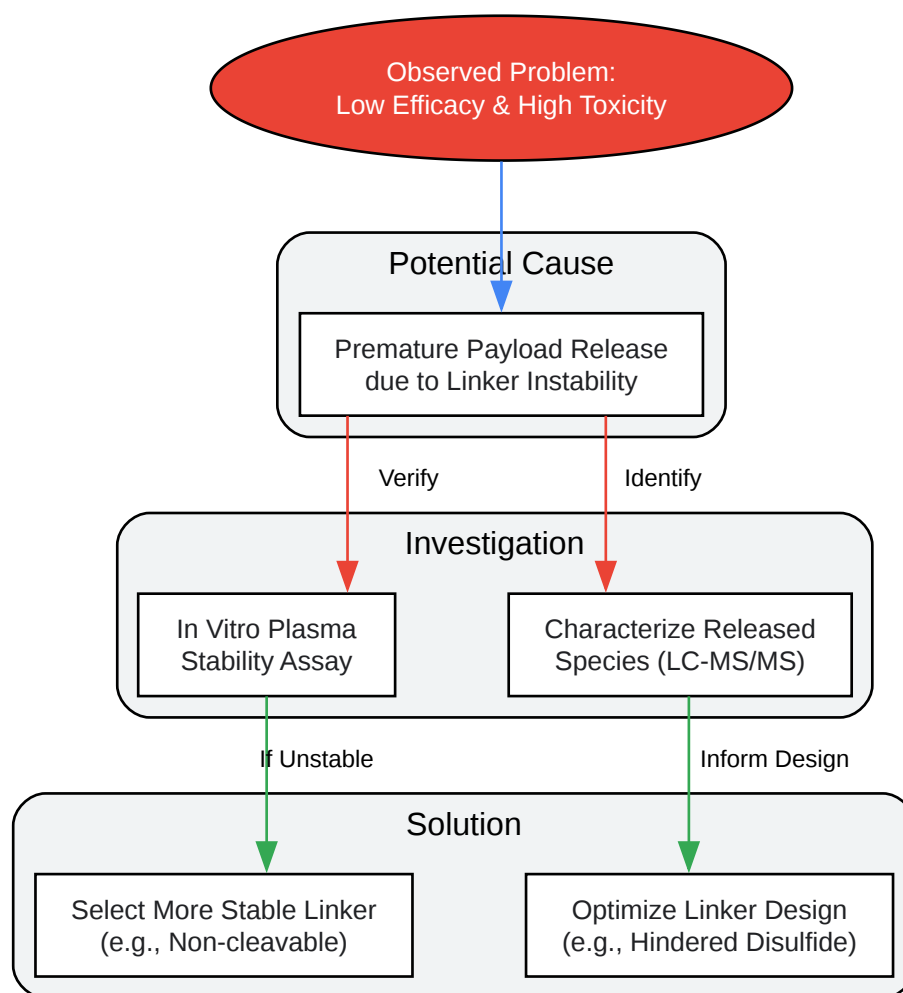 Observed Problem:
Low Efficacy & High Toxicity
Potential Cause
Premature Payload Release
due to Linker Instability
Verify
Identify
Investigation
In Vitro Plasma
Stability Assay
Characterize Released
Species (LC-MS/MS)
If Unstable
Inform Design
Solution
Select More Stable Linker
(e.g., Non-cleavable)
Optimize Linker Design
(e.g., Hindered Disulfide)